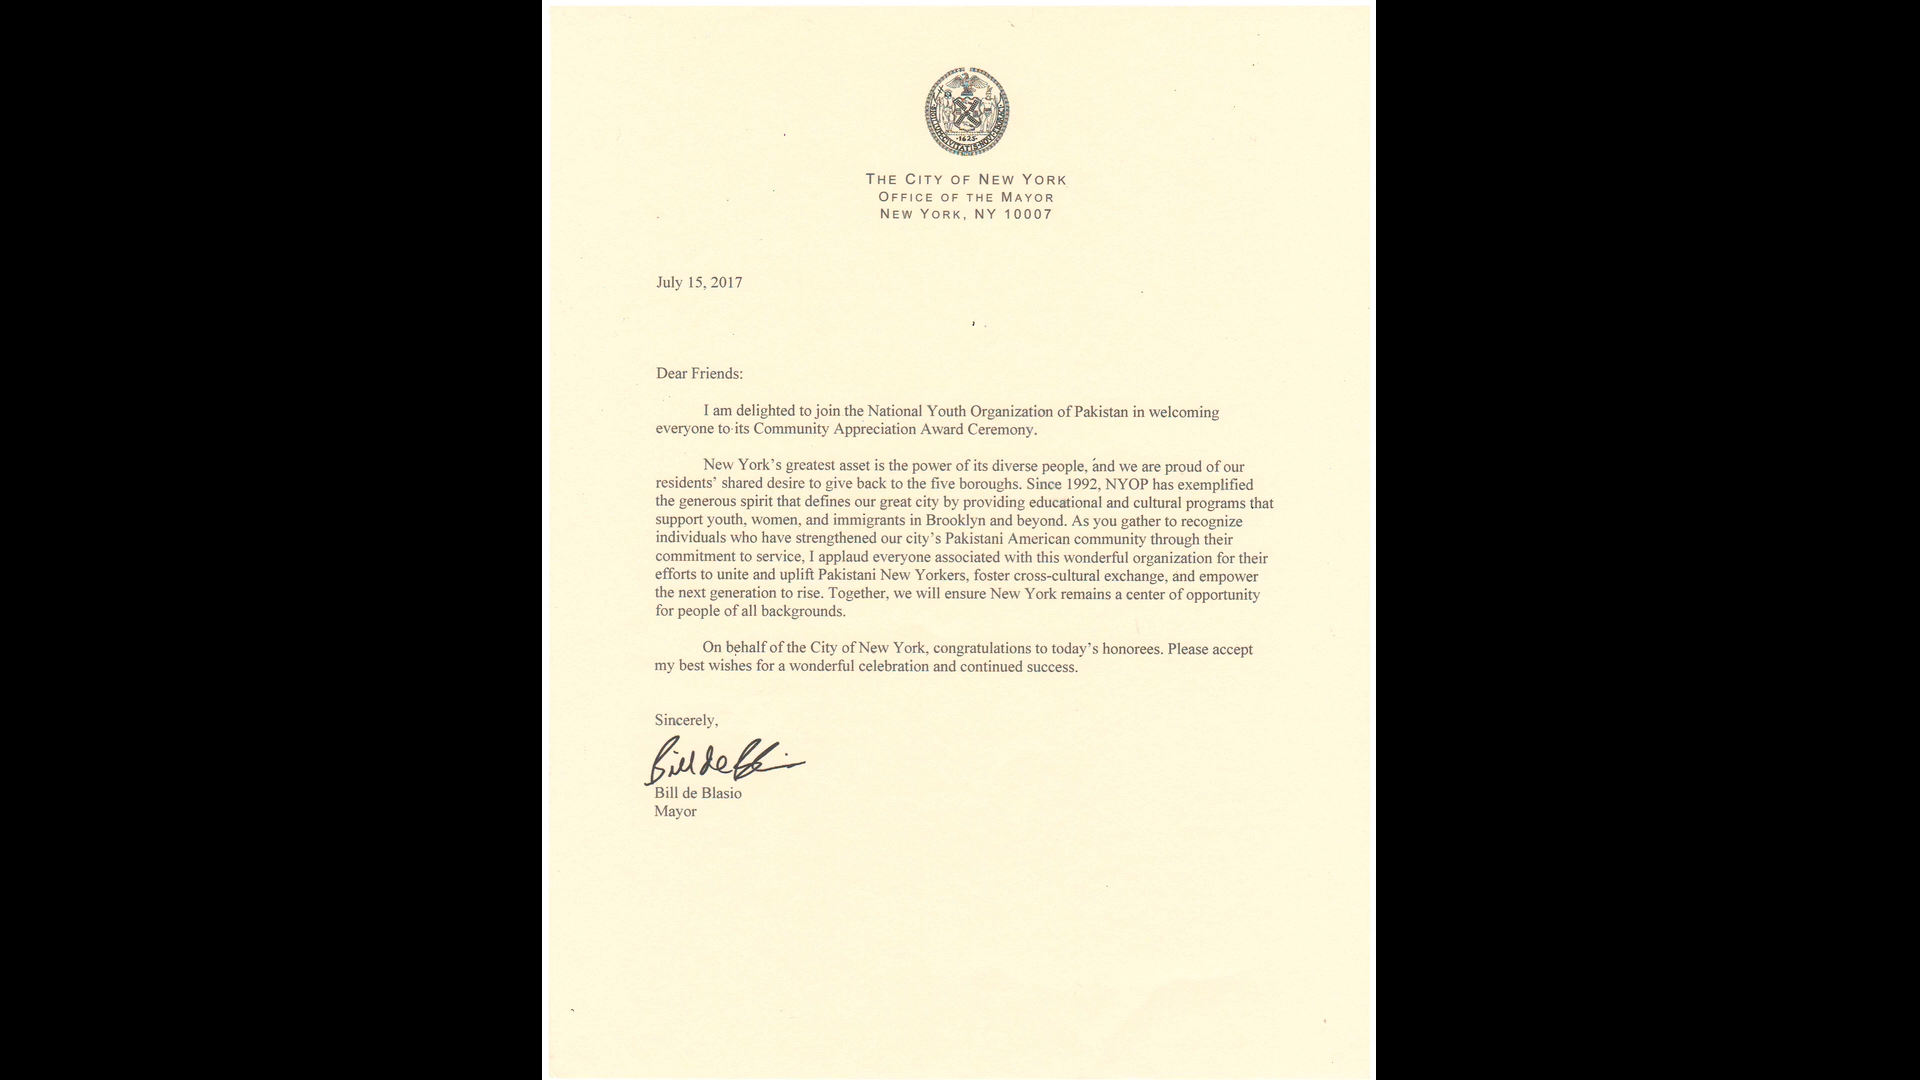 SIGILLUM CIVITATIS NOVI EBORACI
1625
THE CITY OF NEW YORK
OFFICE OF THE MAYOR
NEW YORK, NY 10007
July 15, 2017
Dear Friends:
I am delighted to join the National Youth Organization of Pakistan in welcoming
everyone to its Community Appreciation Award Ceremony.
New York's greatest asset is the power of its diverse people, and we are proud of our
residents' shared desire to give back to the five boroughs. Since 1992, NYOP has exemplified
the generous spirit that defines our great city by providing educational and cultural programs that
support youth, women, and immigrants in Brooklyn and beyond. As you gather to recognize
individuals who have strengthened our city's Pakistani American community through their
commitment to service, I applaud everyone associated with this wonderful organization for their
efforts to unite and uplift Pakistani New Yorkers, foster cross-cultural exchange, and empower
the next generation to rise. Together, we will ensure New York remains a center of opportunity
for people of all backgrounds.
On behalf of the City of New York, congratulations to today's honorees. Please accept
my best wishes for a wonderful celebration and continued success.
Sincerely,
Bill de Blasio
Bill de Blasio
Mayor